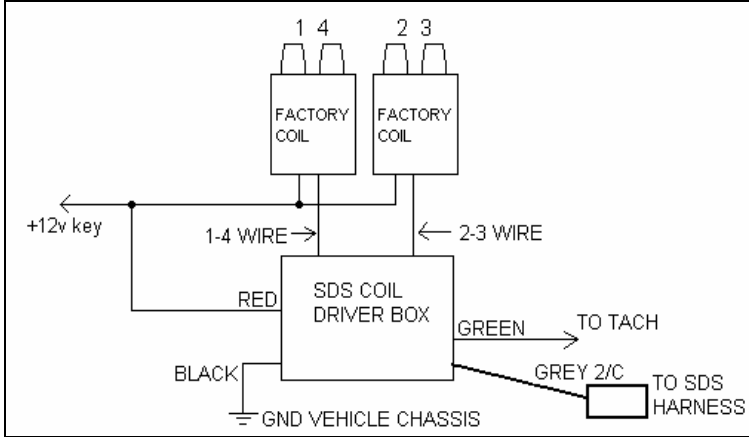 1 4 2 3
FACTORY
COIL
FACTORY
COIL
+12v key
1-4 WIRE
2-3 WIRE
RED
SDS COIL
DRIVER BOX
GREEN
TO TACH
BLACK
GREY 2/C
TO SDS
HARNESS
GND VEHICLE CHASSIS